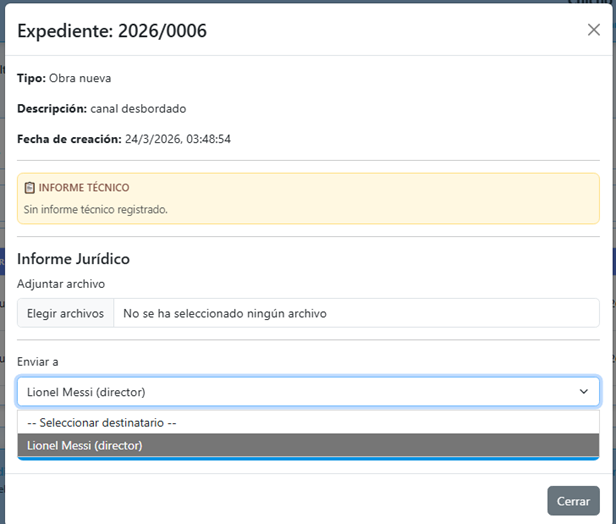 Expediente: 2026/0006
Tipo: Obra nueva
Descripción: canal desbordado
Fecha de creación: 24/3/2026, 03:48:54
INFORME TÉCNICO
Sin informe técnico registrado.
Informe Jurídico
Adjuntar archivo
Elegir archivos No se ha seleccionado ningún archivo
Enviar a
Lionel Messi (director)
-- Seleccionar destinatario --
Lionel Messi (director)
Cerrar